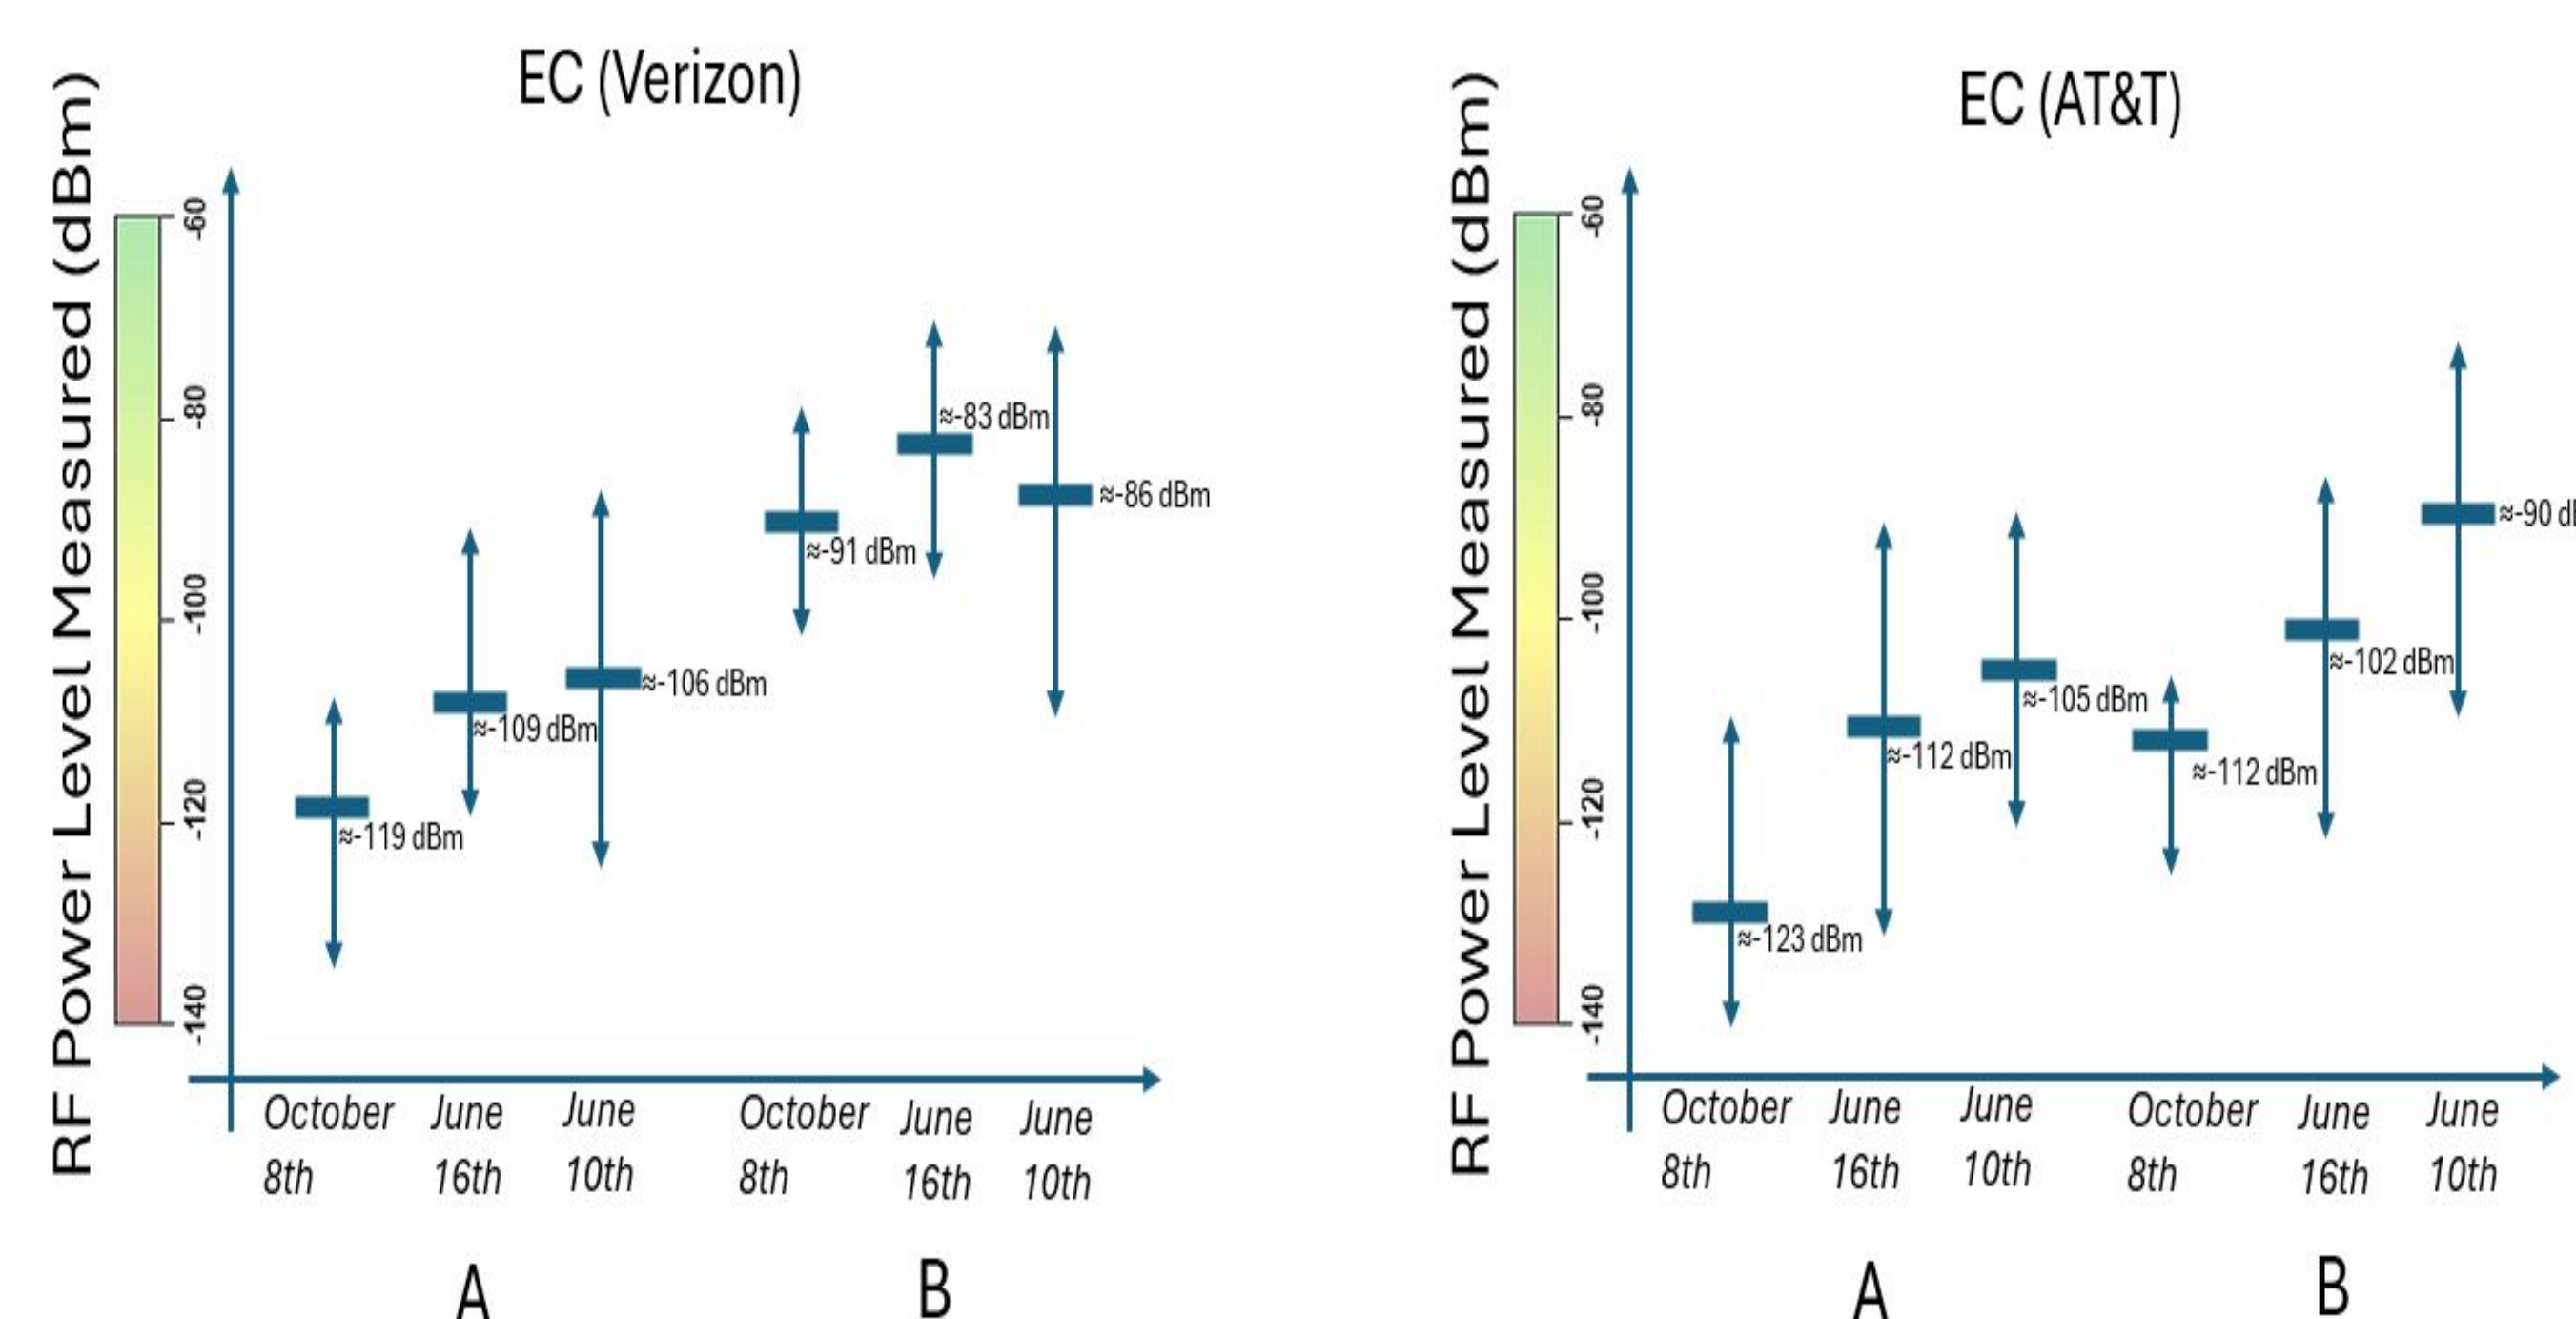 EC (Verizon)
RF Power Level Measured (dBm)
-60
-80
-100
-120
-140
≈-119 dBm
≈-109 dBm
≈-106 dBm
≈-91 dBm
≈-83 dBm
≈-86 dBm
October
8th
June
16th
June
10th
October
8th
June
16th
June
10th
A
B
EC (AT&T)
RF Power Level Measured (dBm)
-60
-80
-100
-120
-140
≈-123 dBm
≈-112 dBm
≈-105 dBm
≈-112 dBm
≈-102 dBm
≈-90 d
October
8th
June
16th
June
10th
October
8th
June
16th
June
10th
A
B